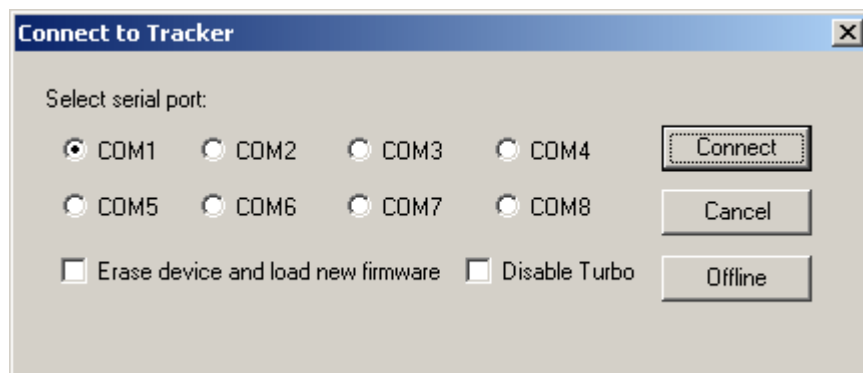 Connect to Tracker
Select serial port:
COM1 COM2 COM3 COM4 Connect
COM5 COM6 COM7 COM8 Cancel
Erase device and load new firmware Disable Turbo Offline